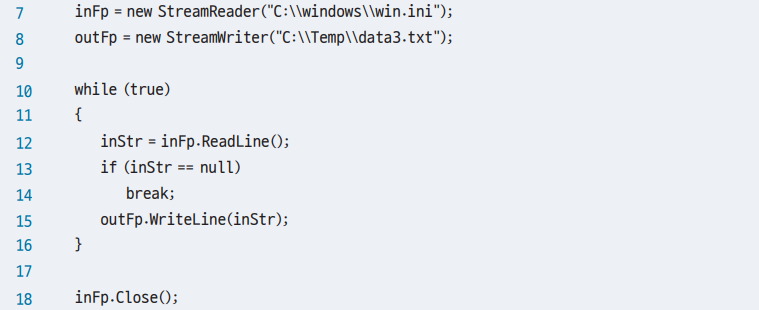 7 inFp = new StreamReader("C:\\windows\\win.ini");
8 outFp = new StreamWriter("C:\\Temp\\data3.txt");
9
10 while (true)
11 {
12 inStr = inFp.ReadLine();
13 if (inStr == null)
14 break;
15 outFp.WriteLine(inStr);
16 }
17
18 inFp.Close();